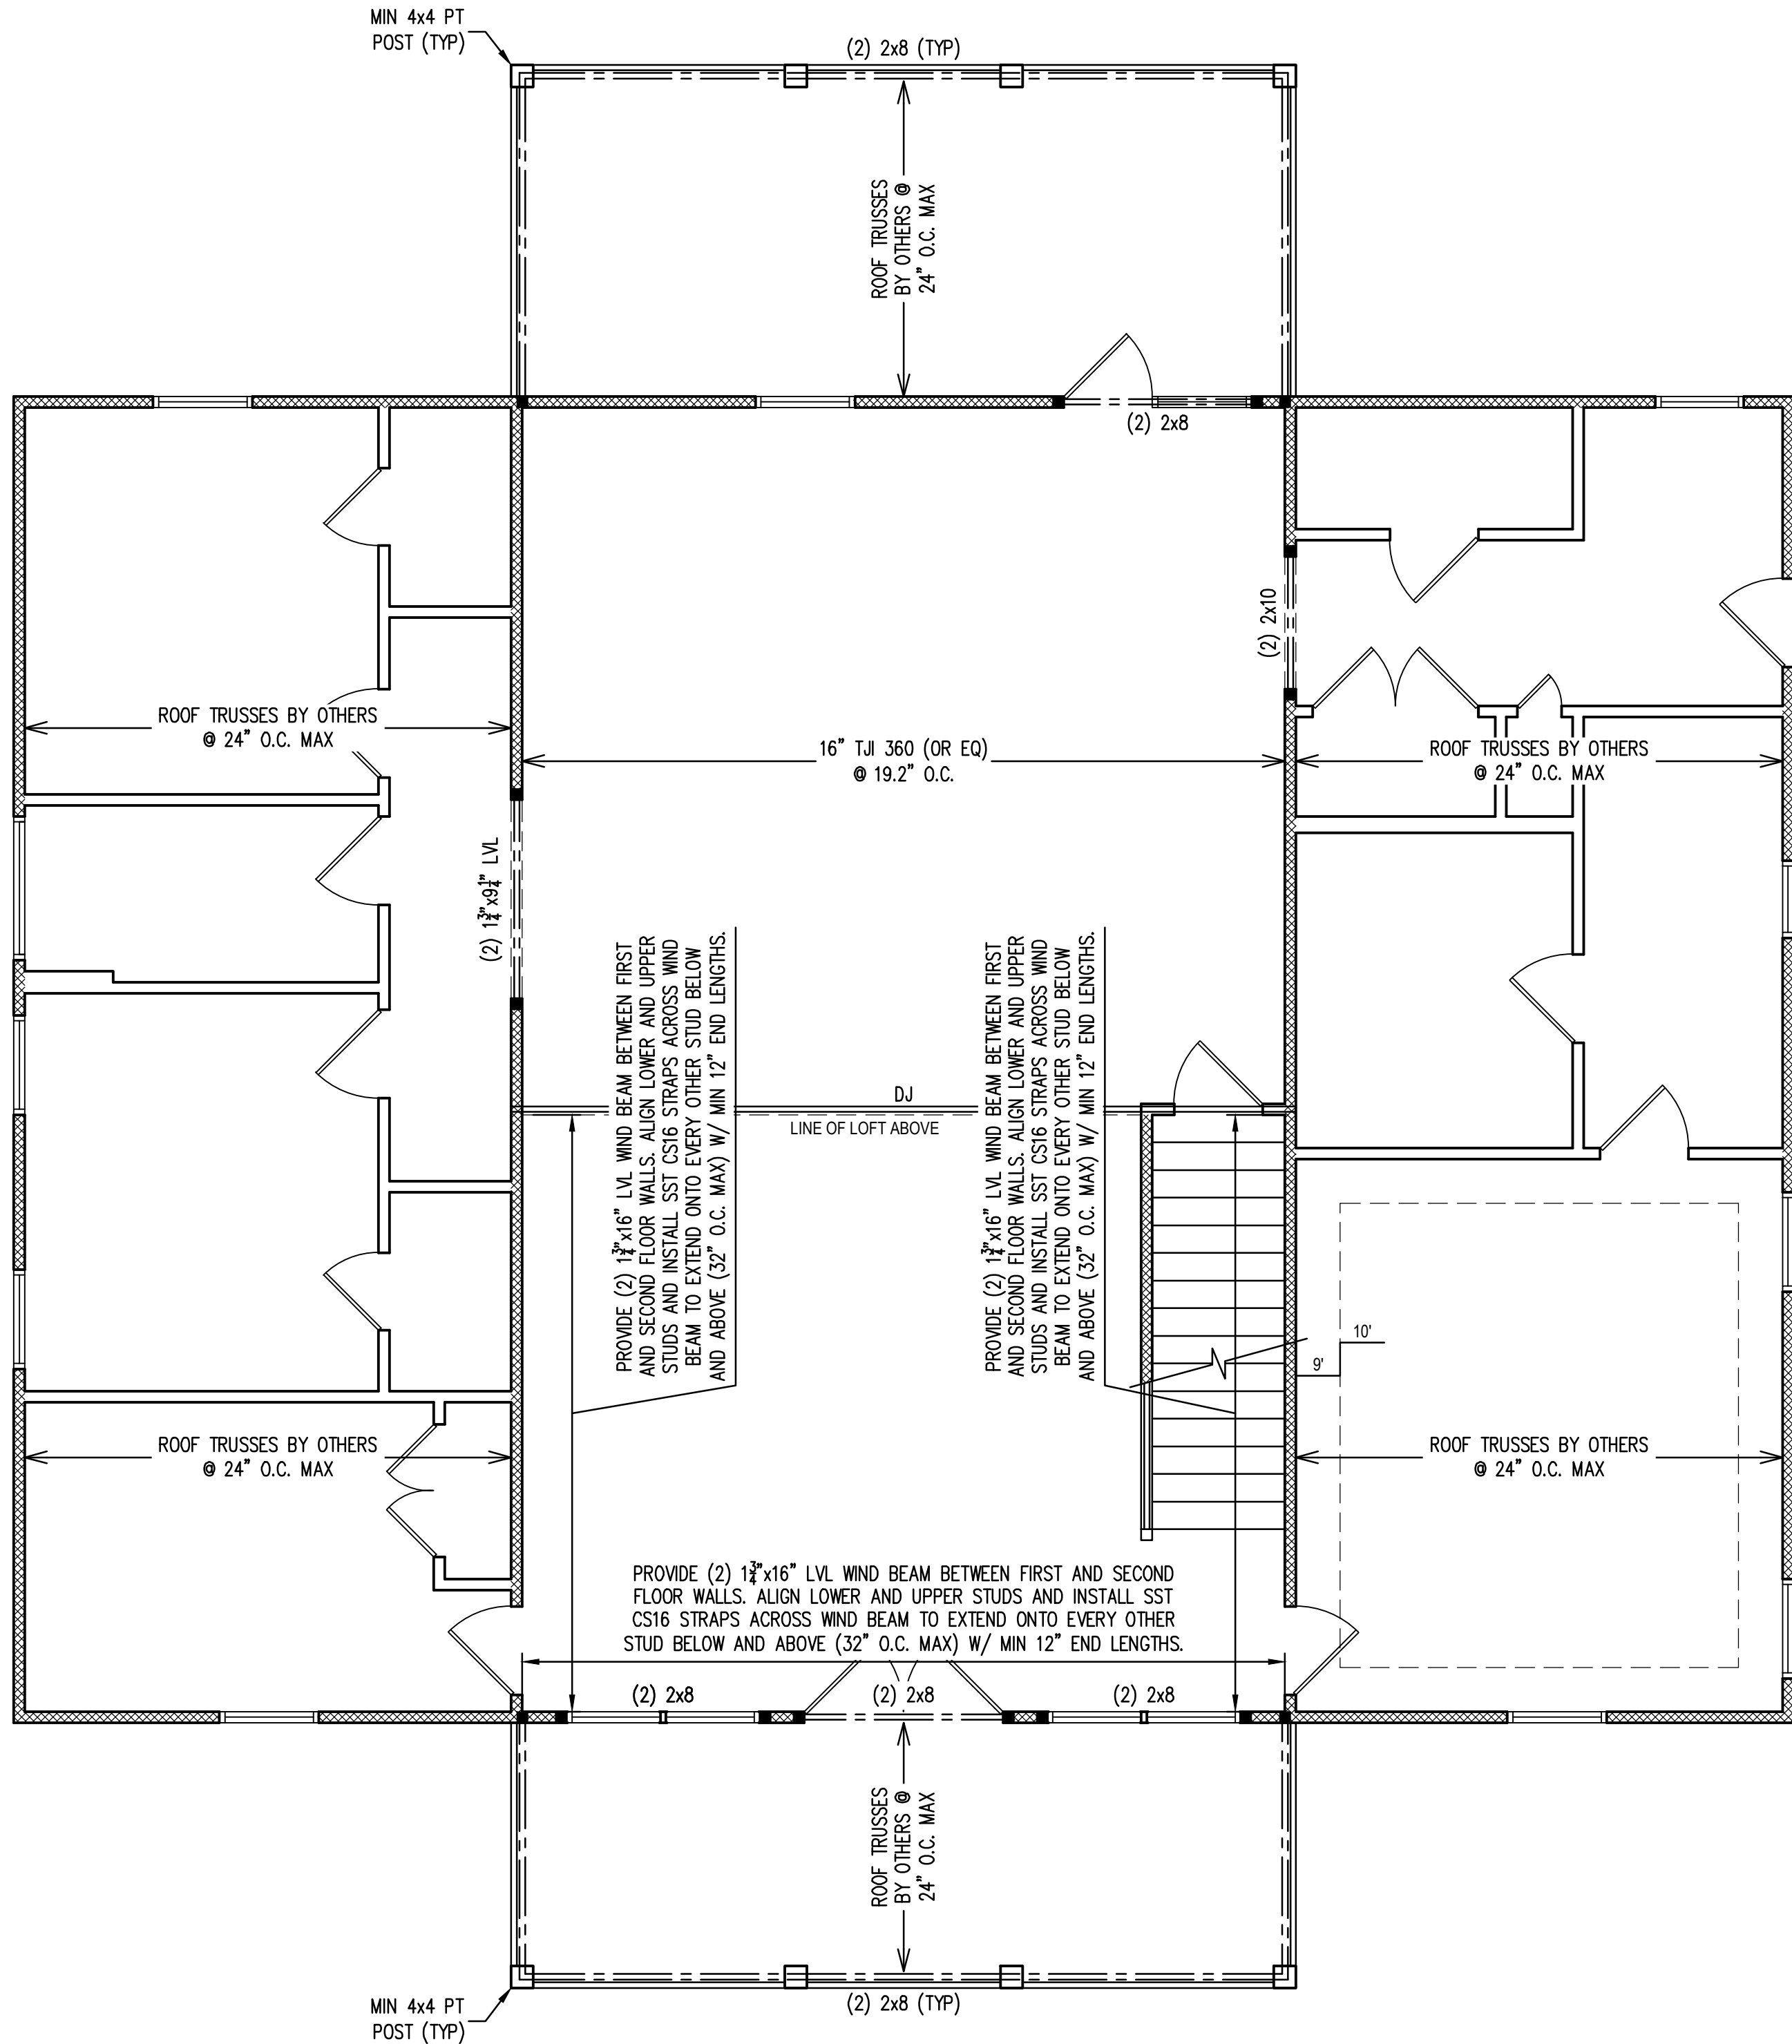 MIN 4x4 PT
POST (TYP)
(2) 2x8 (TYP)
ROOF TRUSSES
BY OTHERS @
24" O.C. MAX
(2) 2x8
(2) 2x10
ROOF TRUSSES BY OTHERS
@ 24" O.C. MAX
16" TJI 360 (OR EQ)
@ 19.2" O.C.
ROOF TRUSSES BY OTHERS
@ 24" O.C. MAX
(2) 1¾"x9¼" LVL
PROVIDE (2) 1¾"x16" LVL WIND BEAM BETWEEN FIRST
AND SECOND FLOOR WALLS. ALIGN LOWER AND UPPER
STUDS AND INSTALL SST CS16 STRAPS ACROSS WIND
BEAM TO EXTEND ONTO EVERY OTHER STUD BELOW
AND ABOVE (32" O.C. MAX) W/ MIN 12" END LENGTHS.
PROVIDE (2) 1¾"x16" LVL WIND BEAM BETWEEN FIRST
AND SECOND FLOOR WALLS. ALIGN LOWER AND UPPER
STUDS AND INSTALL SST CS16 STRAPS ACROSS WIND
BEAM TO EXTEND ONTO EVERY OTHER STUD BELOW
AND ABOVE (32" O.C. MAX) W/ MIN 12" END LENGTHS.
DJ
LINE OF LOFT ABOVE
10'
9'
ROOF TRUSSES BY OTHERS
@ 24" O.C. MAX
ROOF TRUSSES BY OTHERS
@ 24" O.C. MAX
PROVIDE (2) 1¾"x16" LVL WIND BEAM BETWEEN FIRST AND SECOND
FLOOR WALLS. ALIGN LOWER AND UPPER STUDS AND INSTALL SST
CS16 STRAPS ACROSS WIND BEAM TO EXTEND ONTO EVERY OTHER
STUD BELOW AND ABOVE (32" O.C. MAX) W/ MIN 12" END LENGTHS.
(2) 2x8
(2) 2x8
(2) 2x8
ROOF TRUSSES
BY OTHERS @
24" O.C. MAX
(2) 2x8 (TYP)
MIN 4x4 PT
POST (TYP)